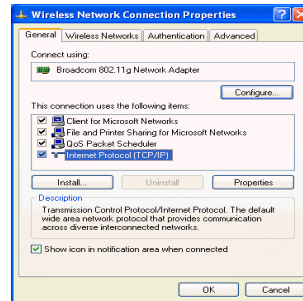 Wireless Network Connection Properties
General Wireless Networks Authentication Advanced
Connect using:
Broadcom 802.11g Network Adapter
Configure...
This connection uses the following items:
Client for Microsoft Networks
File and Printer Sharing for Microsoft Networks
QoS Packet Scheduler
Internet Protocol (TCP/IP)
Install... Uninstall Properties
Description
Transmission Control Protocol/Internet Protocol. The default
wide area network protocol that provides communication
across diverse interconnected networks.
Show icon in notification area when connected
OK Cancel